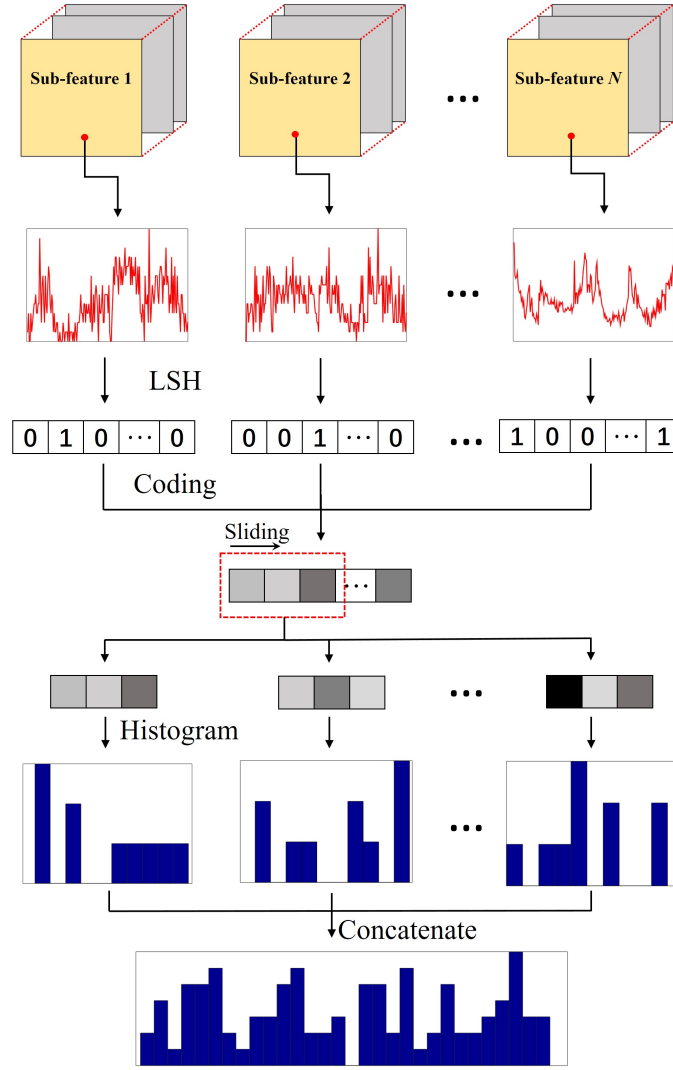 Sub-feature 1 Sub-feature 2 ... Sub-feature N
...
LSH
0 1 0 ... 0 0 0 1 ... 0 ... 1 0 0 ... 1
Coding
Sliding
...
...
Histogram
...
Concatenate